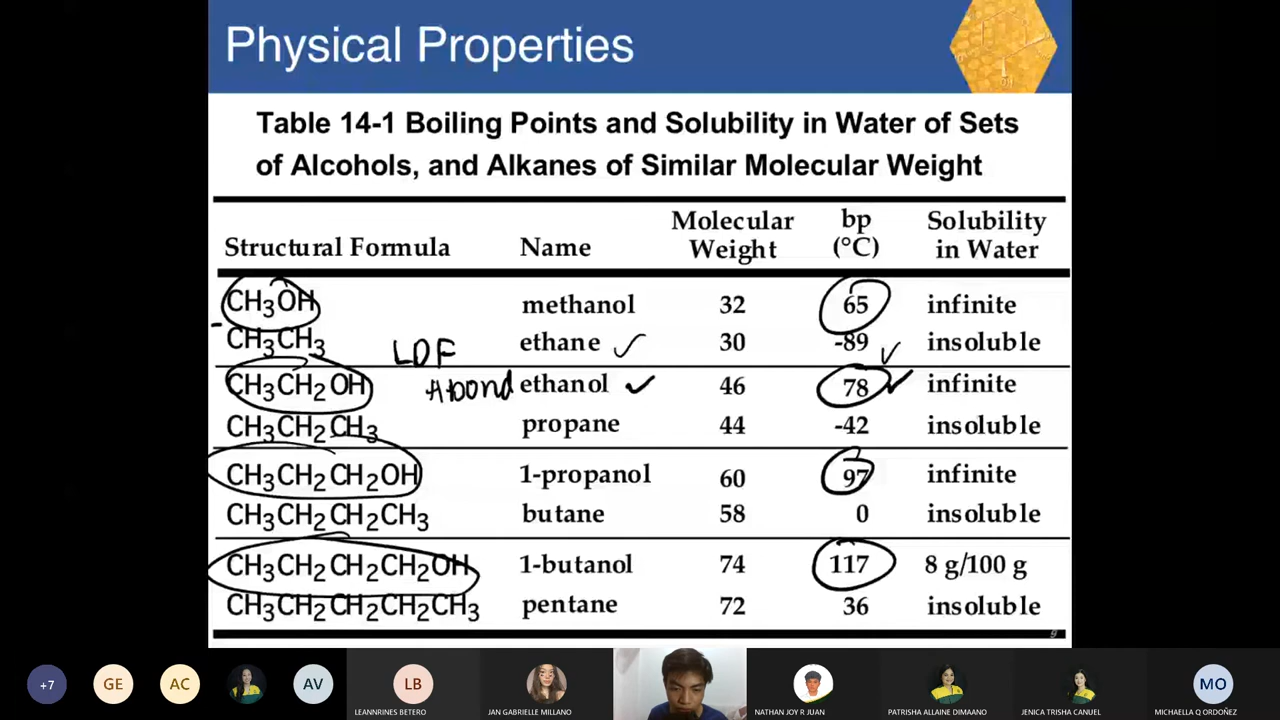 Physical Properties
Table 14-1 Boiling Points and Solubility in Water of Sets
of Alcohols, and Alkanes of Similar Molecular Weight
Structural Formula Name Molecular Weight bp (°C) Solubility in Water
CH3OH methanol 32 65 infinite
CH3CH3 ethane 30 -89 insoluble
LDF
CH3CH2OH ethanol 46 78 infinite
H bond
CH3CH2CH3 propane 44 -42 insoluble
CH3CH2CH2OH 1-propanol 60 97 infinite
CH3CH2CH2CH3 butane 58 0 insoluble
CH3CH2CH2CH2OH 1-butanol 74 117 8 g/100 g
CH3CH2CH2CH2CH3 pentane 72 36 insoluble
9
+7 GE AC AV LB MO
LEANNRINES BETERO JAN GABRIELLE MILLANO NATHAN JOY R JUAN PATRISHA ALLAINE DIMAANO JENICA TRISHA CANUEL MICHAELLA Q ORDOÑEZ